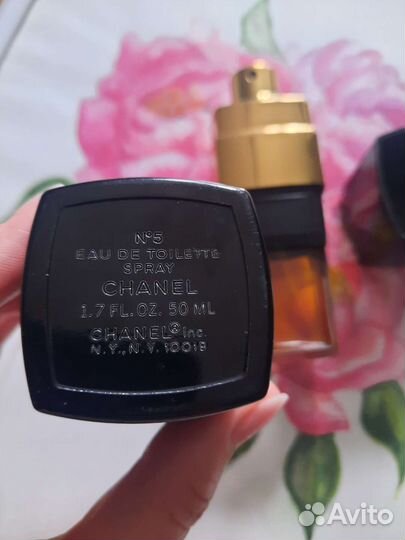 N°5
EAU DE TOILETTE
SPRAY
CHANEL
1.7 FL. OZ. 50 ML
CHANEL® Inc.
N.Y., N.Y. 10019
Avito